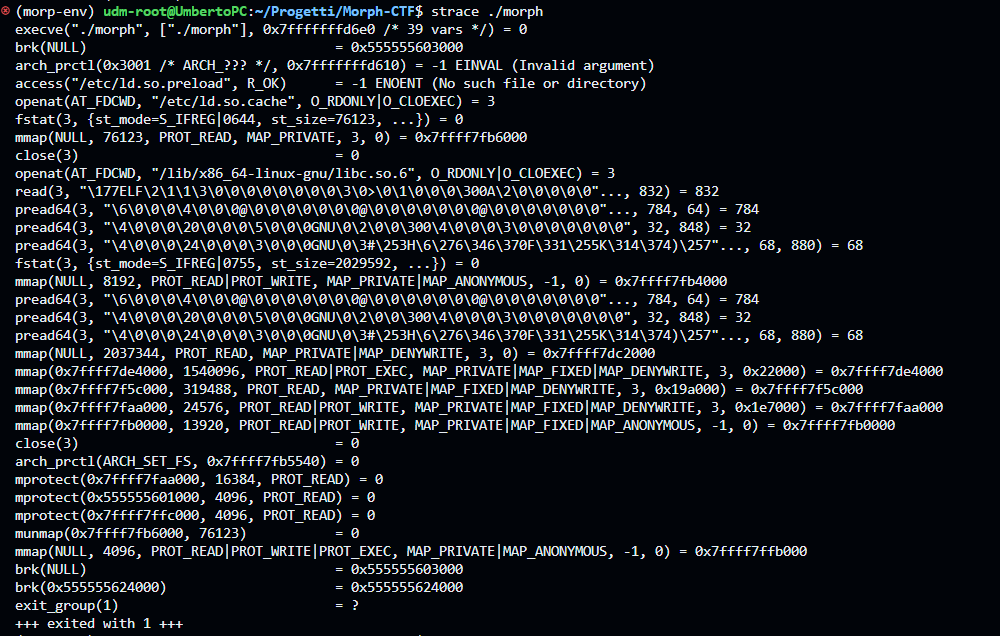 (morp-env) udm-root@UmbertoPC:~/Progetti/Morph-CTF$ strace ./morph
execve("./morph", ["./morph"], 0x7fffffffd6e0 /* 39 vars */) = 0
brk(NULL) = 0x555555603000
arch_prctl(0x3001 /* ARCH_??? */, 0x7fffffffd610) = -1 EINVAL (Invalid argument)
access("/etc/ld.so.preload", R_OK) = -1 ENOENT (No such file or directory)
openat(AT_FDCWD, "/etc/ld.so.cache", O_RDONLY|O_CLOEXEC) = 3
fstat(3, {st_mode=S_IFREG|0644, st_size=76123, ...}) = 0
mmap(NULL, 76123, PROT_READ, MAP_PRIVATE, 3, 0) = 0x7ffff7fb6000
close(3) = 0
openat(AT_FDCWD, "/lib/x86_64-linux-gnu/libc.so.6", O_RDONLY|O_CLOEXEC) = 3
read(3, "\177ELF\2\1\1\3\0\0\0\0\0\0\0\0\3\0>\0\1\0\0\0\300A\2\0\0\0\0\0"..., 832) = 832
pread64(3, "\6\0\0\0\4\0\0\0@\0\0\0\0\0\0\0@\0\0\0\0\0\0\0@\0\0\0\0\0\0\0"..., 784, 64) = 784
pread64(3, "\4\0\0\0\20\0\0\0\5\0\0\0GNU\0\2\0\0\300\4\0\0\0\3\0\0\0\0\0\0\0", 32, 848) = 32
pread64(3, "\4\0\0\0\24\0\0\0\3\0\0\0GNU\0\3#\253H\6\276\346\370F\331\255K\314\374)\257"..., 68, 880) = 68
fstat(3, {st_mode=S_IFREG|0755, st_size=2029592, ...}) = 0
mmap(NULL, 8192, PROT_READ|PROT_WRITE, MAP_PRIVATE|MAP_ANONYMOUS, -1, 0) = 0x7ffff7fb4000
pread64(3, "\6\0\0\0\4\0\0\0@\0\0\0\0\0\0\0@\0\0\0\0\0\0\0@\0\0\0\0\0\0\0"..., 784, 64) = 784
pread64(3, "\4\0\0\0\20\0\0\0\5\0\0\0GNU\0\2\0\0\300\4\0\0\0\3\0\0\0\0\0\0\0", 32, 848) = 32
pread64(3, "\4\0\0\0\24\0\0\0\3\0\0\0GNU\0\3#\253H\6\276\346\370F\331\255K\314\374)\257"..., 68, 880) = 68
mmap(NULL, 2037344, PROT_READ, MAP_PRIVATE|MAP_DENYWRITE, 3, 0) = 0x7ffff7dc2000
mmap(0x7ffff7de4000, 1540096, PROT_READ|PROT_EXEC, MAP_PRIVATE|MAP_FIXED|MAP_DENYWRITE, 3, 0x22000) = 0x7ffff7de4000
mmap(0x7ffff7f5c000, 319488, PROT_READ, MAP_PRIVATE|MAP_FIXED|MAP_DENYWRITE, 3, 0x19a000) = 0x7ffff7f5c000
mmap(0x7ffff7faa000, 24576, PROT_READ|PROT_WRITE, MAP_PRIVATE|MAP_FIXED|MAP_DENYWRITE, 3, 0x1e7000) = 0x7ffff7faa000
mmap(0x7ffff7fb0000, 13920, PROT_READ|PROT_WRITE, MAP_PRIVATE|MAP_FIXED|MAP_ANONYMOUS, -1, 0) = 0x7ffff7fb0000
close(3) = 0
arch_prctl(ARCH_SET_FS, 0x7ffff7fb5540) = 0
mprotect(0x7ffff7faa000, 16384, PROT_READ) = 0
mprotect(0x555555601000, 4096, PROT_READ) = 0
mprotect(0x7ffff7ffc000, 4096, PROT_READ) = 0
munmap(0x7ffff7fb6000, 76123) = 0
mmap(NULL, 4096, PROT_READ|PROT_WRITE|PROT_EXEC, MAP_PRIVATE|MAP_ANONYMOUS, -1, 0) = 0x7ffff7ffb000
brk(NULL) = 0x555555603000
brk(0x555555624000) = 0x555555624000
exit_group(1) = ?
+++ exited with 1 +++